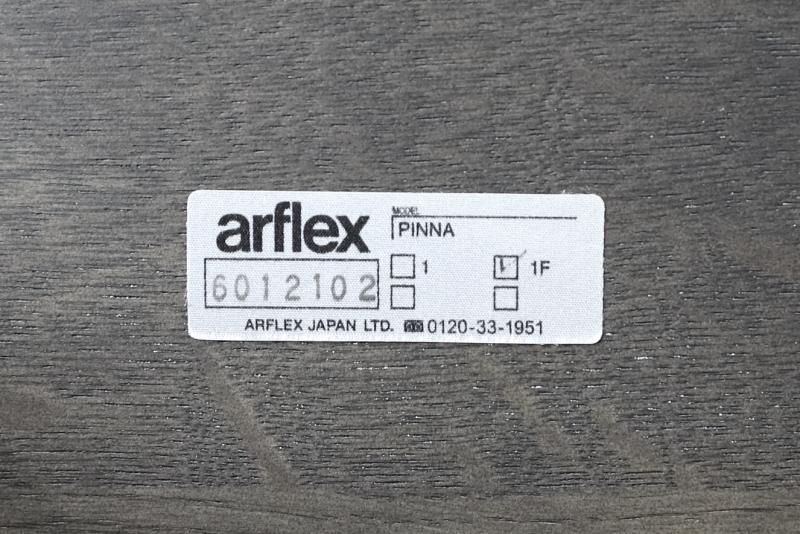 arflex
MODEL
PINNA
1
1F
6012102
ARFLEX JAPAN LTD. 0120-33-1951